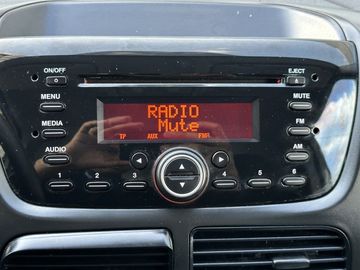 ON/OFF
EJECT
MENU
RADIO
MUTE
MEDIA
Mute
FM
TP AUX FM1
AUDIO
AM
1 2 3 4 5 6